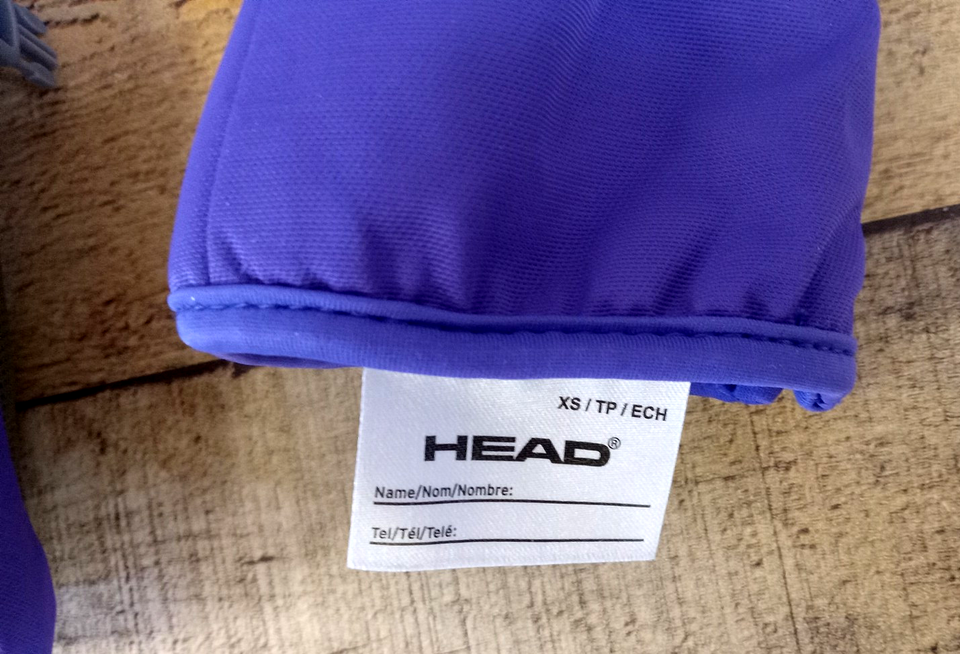 XS / TP / ECH
HEAD®
Name/Nom/Nombre:
Tel/Tél/Telé: